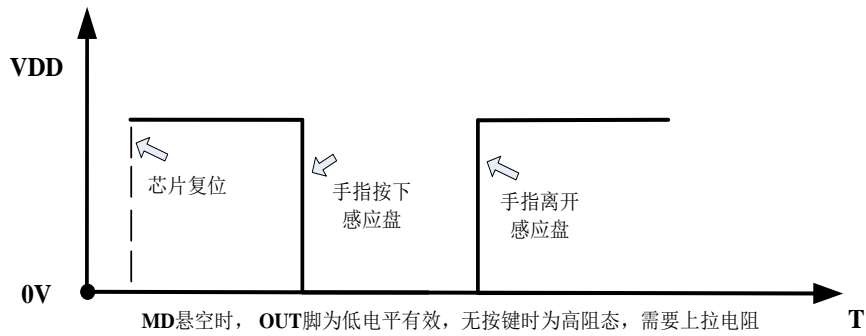 VDD
芯片复位
手指按下
感应盘
手指离开
感应盘
0V
T
MD悬空时， OUT脚为低电平有效，无按键时为高阻态，需要上拉电阻